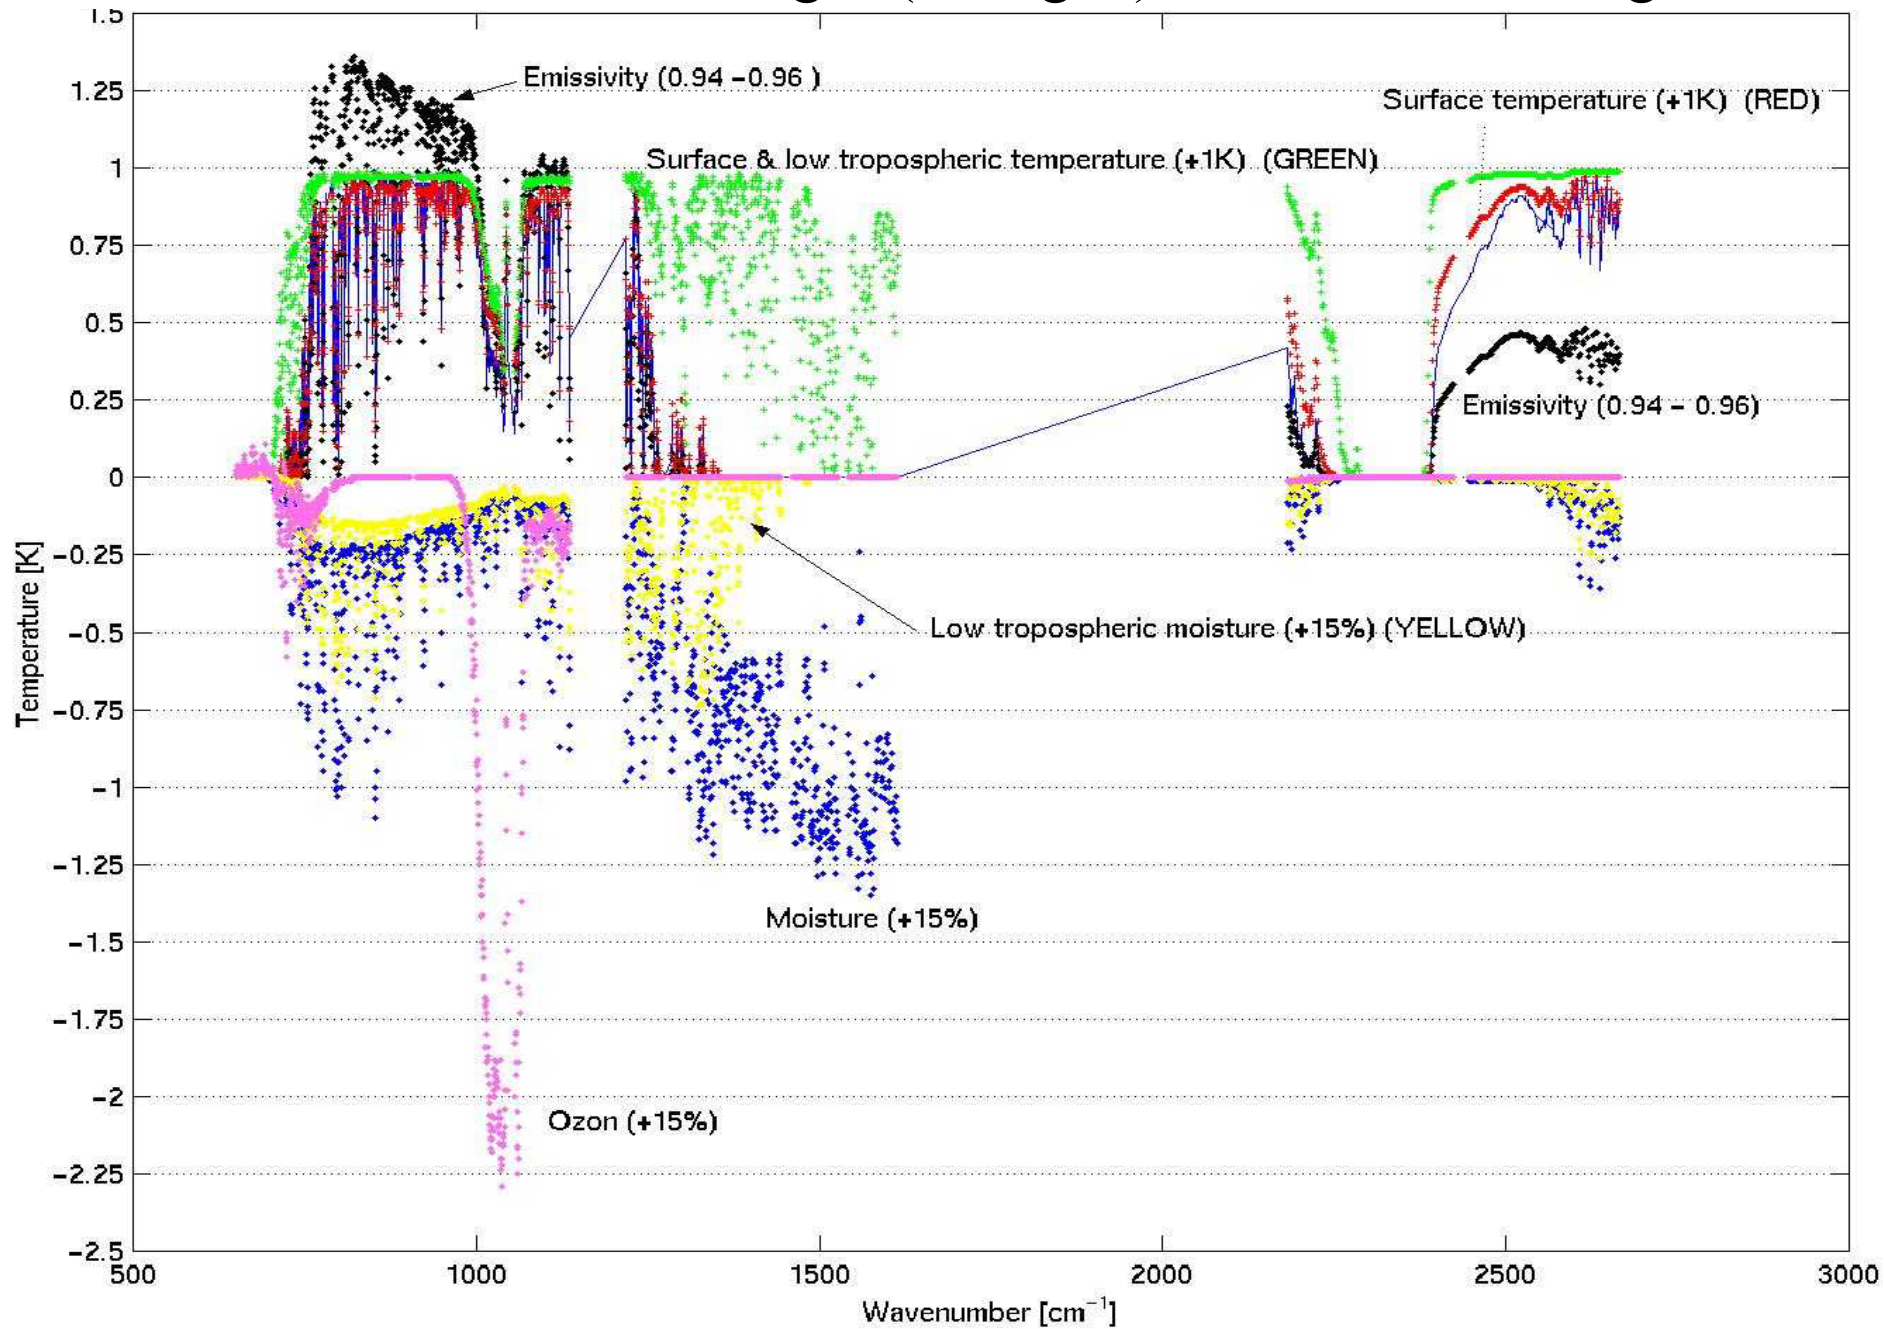 1.5
1.25
1
0.75
0.5
0.25
0
−0.25
−0.5
−0.75
−1
−1.25
−1.5
−1.75
−2
−2.25
−2.5
Temperature [K]
Emissivity (0.94 −0.96 )
Surface temperature (+1K) (RED)
Surface & low tropospheric temperature (+1K) (GREEN)
Emissivity (0.94 − 0.96)
Low tropospheric moisture (+15%) (YELLOW)
Moisture (+15%)
Ozon (+15%)
500 1000 1500 2000 2500 3000
Wavenumber [cm⁻¹]